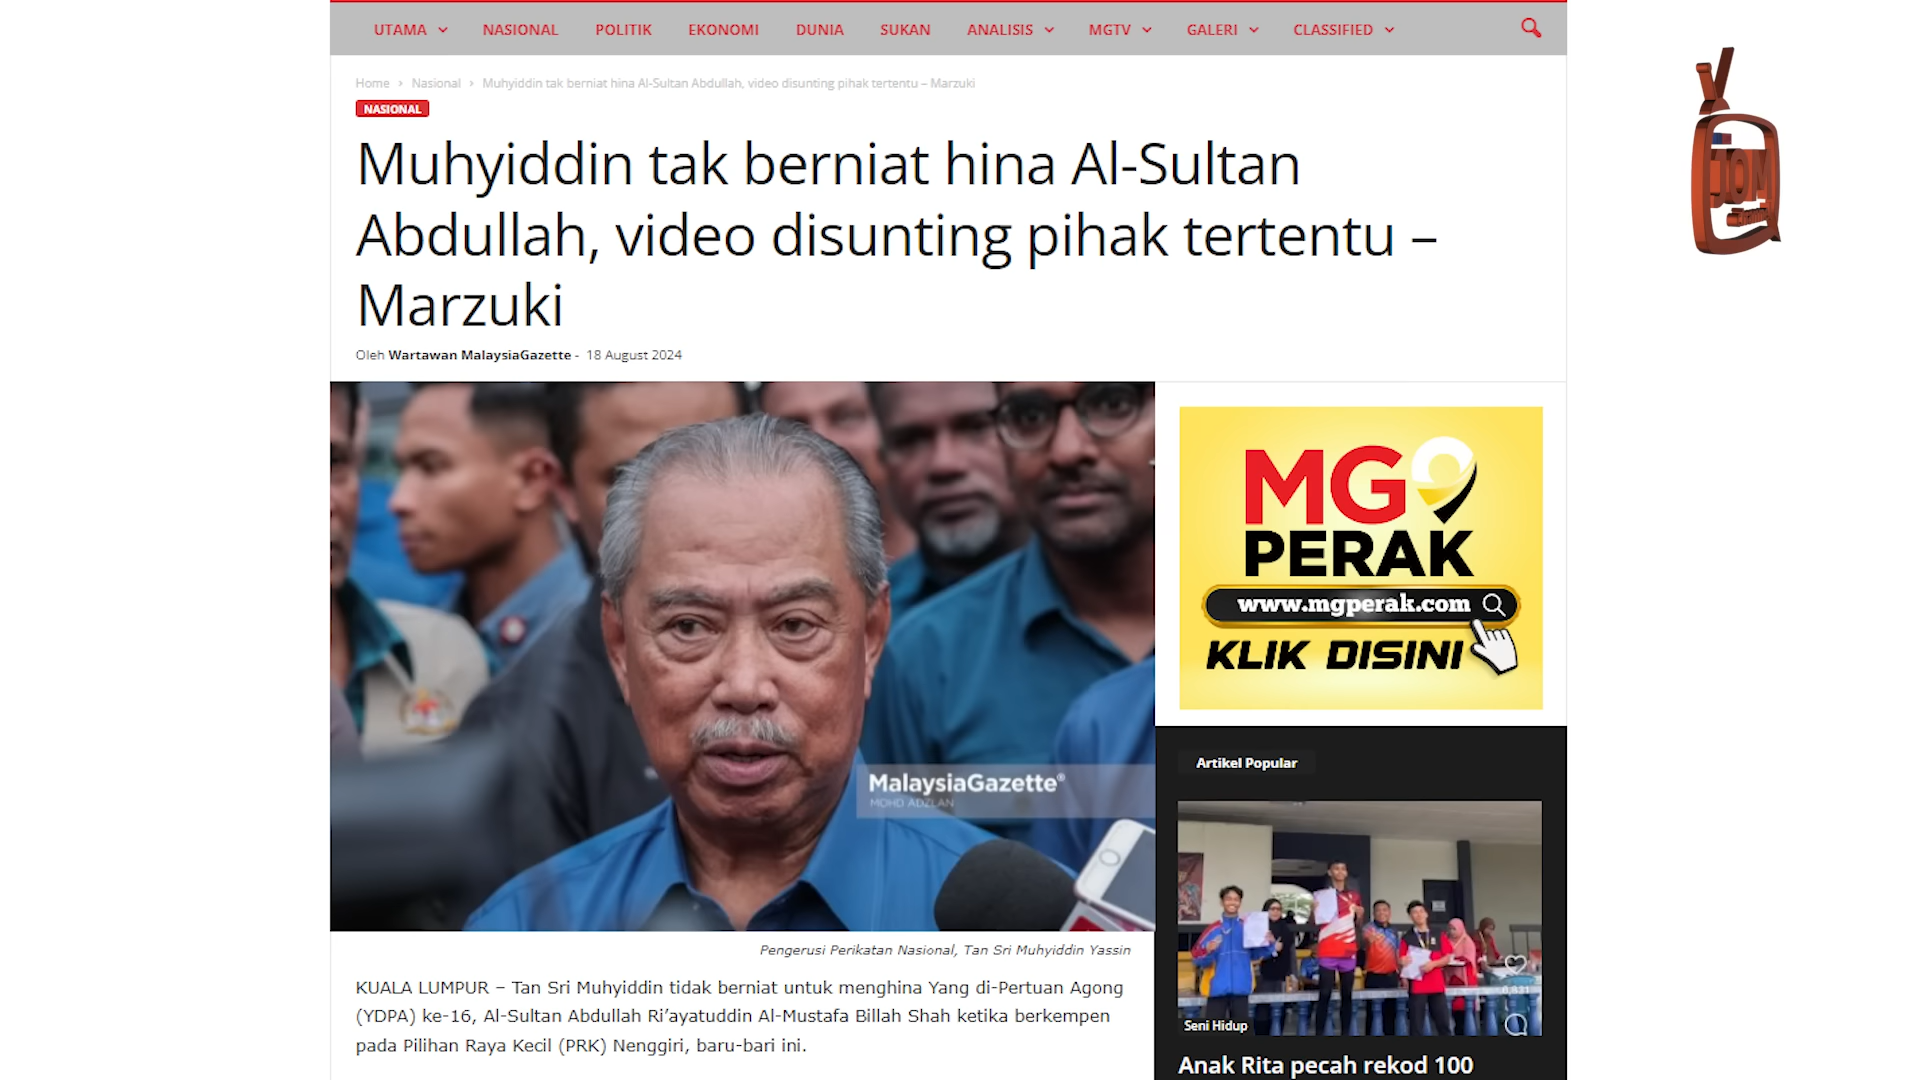 UTAMA NASIONAL POLITIK EKONOMI DUNIA SUKAN ANALISIS MGTV GALERI CLASSIFIED
Home › Nasional › Muhyiddin tak berniat hina Al-Sultan Abdullah, video disunting pihak tertentu – Marzuki
NASIONAL
Muhyiddin tak berniat hina Al-Sultan
Abdullah, video disunting pihak tertentu –
Marzuki
Oleh Wartawan MalaysiaGazette - 18 August 2024
MalaysiaGazette®
MOHD ADZLAN
Pengerusi Perikatan Nasional, Tan Sri Muhyiddin Yassin
KUALA LUMPUR – Tan Sri Muhyiddin tidak berniat untuk menghina Yang di-Pertuan Agong
(YDPA) ke-16, Al-Sultan Abdullah Ri’ayatuddin Al-Mustafa Billah Shah ketika berkempen
pada Pilihan Raya Kecil (PRK) Nenggiri, baru-bari ini.
MG
PERAK
www.mgperak.com
KLIK DISINI
Artikel Popular
Seni Hidup
Anak Rita pecah rekod 100
JOM